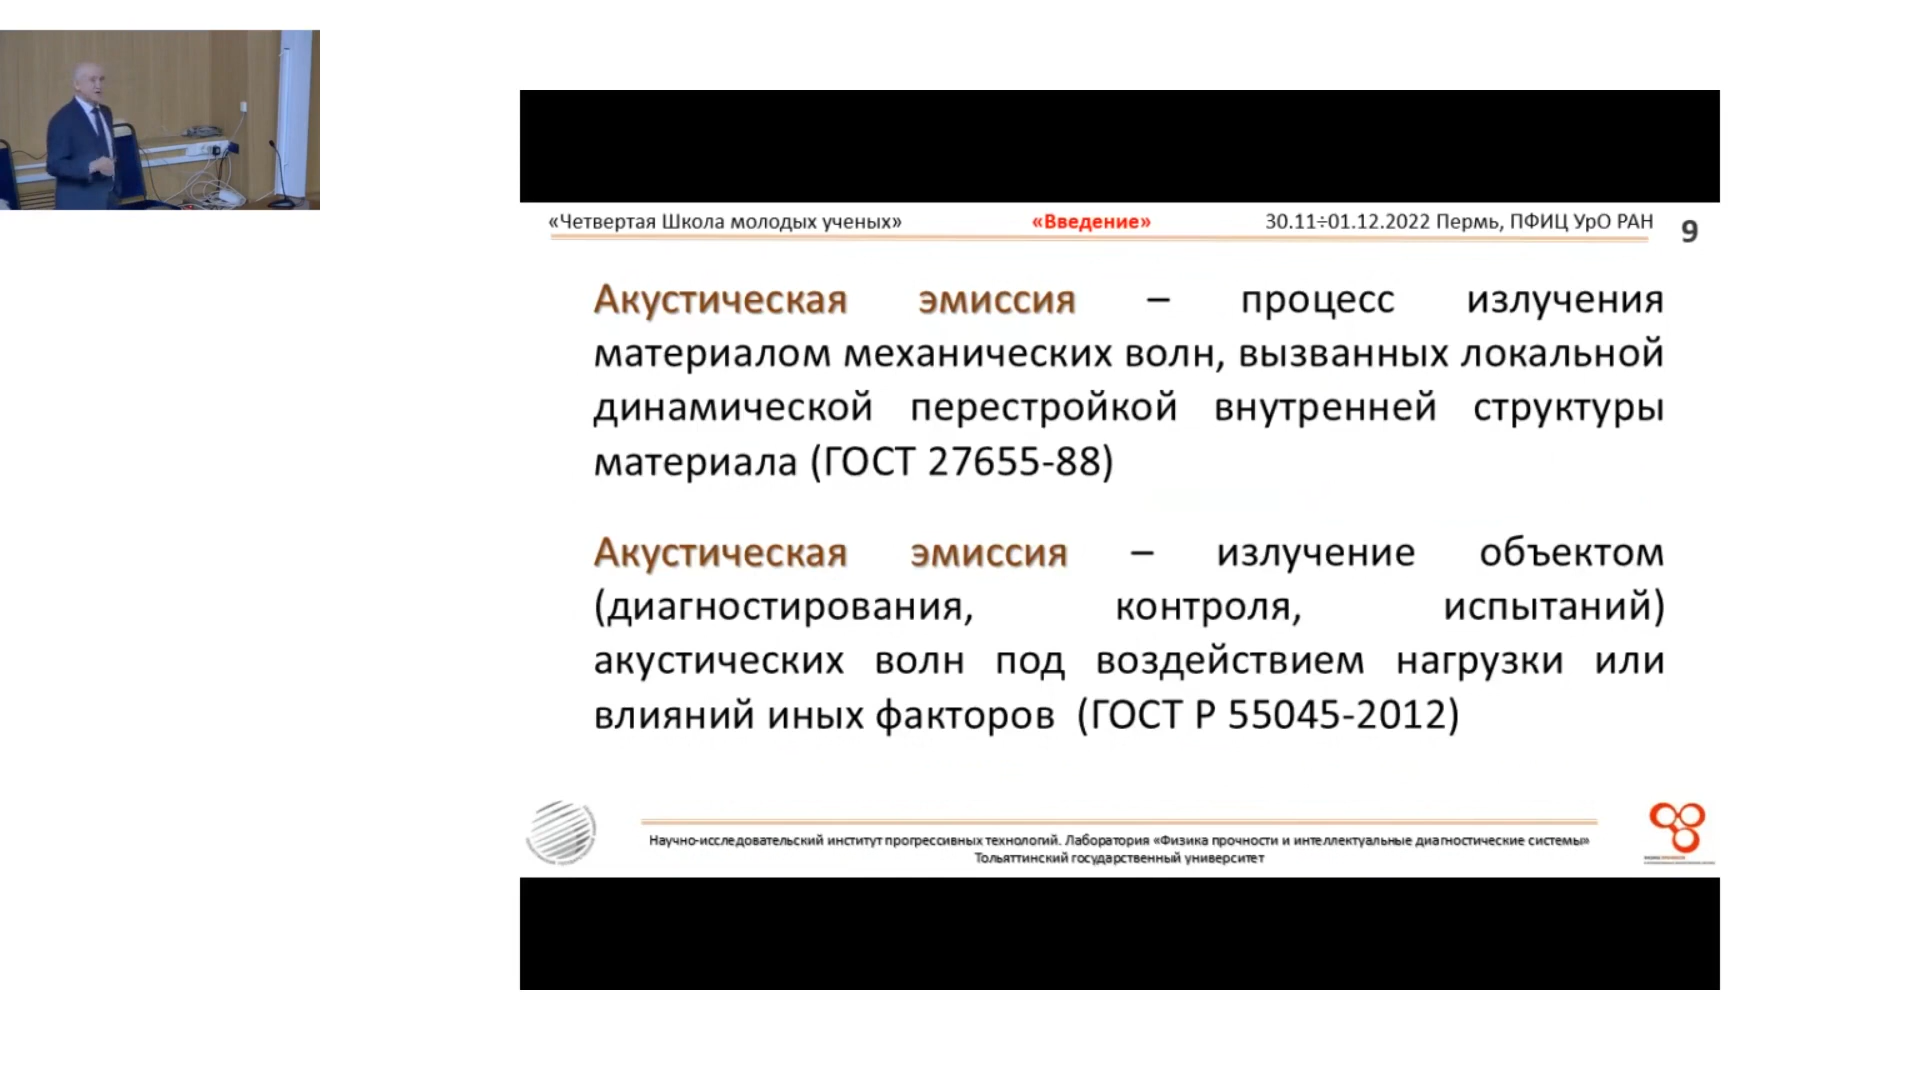 «Четвертая Школа молодых ученых» «Введение» 30.11÷01.12.2022 Пермь, ПФИЦ УрО РАН 9
Акустическая эмиссия – процесс излучения
материалом механических волн, вызванных локальной
динамической перестройкой внутренней структуры
материала (ГОСТ 27655-88)
Акустическая эмиссия – излучение объектом
(диагностирования, контроля, испытаний)
акустических волн под воздействием нагрузки или
влияний иных факторов (ГОСТ Р 55045-2012)
Научно-исследовательский институт прогрессивных технологий. Лаборатория «Физика прочности и интеллектуальные диагностические системы»
Тольяттинский государственный университет